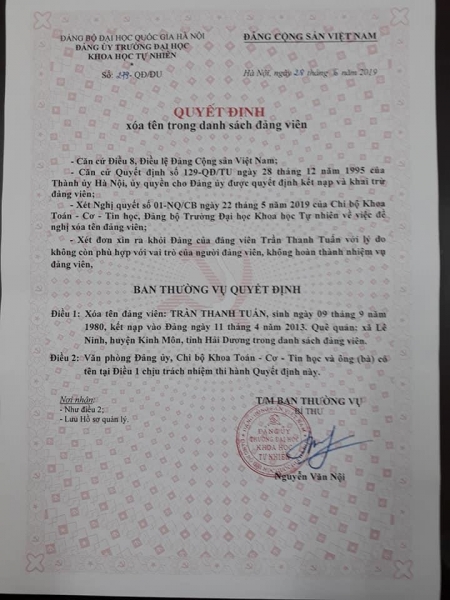 ĐẢNG BỘ ĐẠI HỌC QUỐC GIA HÀ NỘI
ĐẢNG ỦY TRƯỜNG ĐẠI HỌC
KHOA HỌC TỰ NHIÊN
*
Số: -QĐ/ĐU
ĐẢNG CỘNG SẢN VIỆT NAM
Hà Nội, ngày 28 tháng năm 2019
QUYẾT ĐỊNH
xóa tên trong danh sách đảng viên
- Căn cứ Điều 8, Điều lệ Đảng Cộng sản Việt Nam;
- Căn cứ Quyết định số 129-QĐ/TU ngày 28 tháng 12 năm 1995 của
Thành ủy Hà Nội, ủy quyền cho Đảng ủy được quyết định kết nạp và khai trừ
đảng viên;
- Xét Nghị quyết số 01-NQ/CB ngày 22 tháng 5 năm 2019 của Chi bộ Khoa
Toán - Cơ - Tin học, Đảng bộ Trường Đại học Khoa học Tự nhiên về việc đề
nghị xóa tên đảng viên;
- Xét đơn xin ra khỏi Đảng của đảng viên Trần Thanh Tuấn với lý do
không còn phù hợp với vai trò của người đảng viên, không hoàn thành nhiệm vụ
đảng viên,
BAN THƯỜNG VỤ QUYẾT ĐỊNH
Điều 1: Xóa tên đảng viên: TRẦN THANH TUẤN, sinh ngày 09 tháng 9 năm
1980, kết nạp vào Đảng ngày 11 tháng 4 năm 2013. Quê quán: xã Lê
Ninh, huyện Kinh Môn, tỉnh Hải Dương trong danh sách đảng viên.
Điều 2: Văn phòng Đảng ủy, Chi bộ Khoa Toán - Cơ - Tin học và ông (bà) có
tên tại Điều 1 chịu trách nhiệm thi hành Quyết định này.
Nơi nhận:
- Như điều 2;
- Lưu Hồ sơ quản lý.
T/M BAN THƯỜNG VỤ
BÍ THƯ
ĐẢNG ỦY
TRƯỜNG ĐẠI HỌC
KHOA HỌC
TỰ NHIÊN
Nguyễn Văn Nội